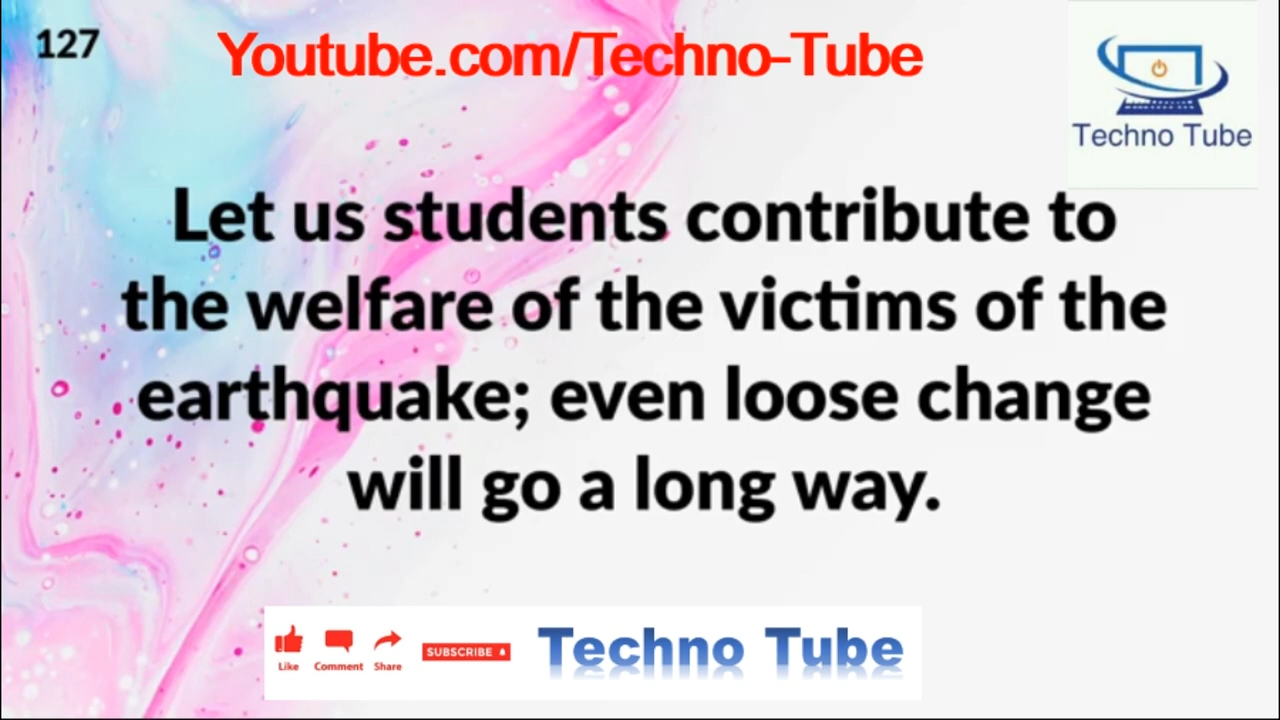 127
Youtube.com/Techno-Tube
Techno Tube
Let us students contribute to
the welfare of the victims of the
earthquake; even loose change
will go a long way.
Like Comment Share
SUBSCRIBE
Techno Tube